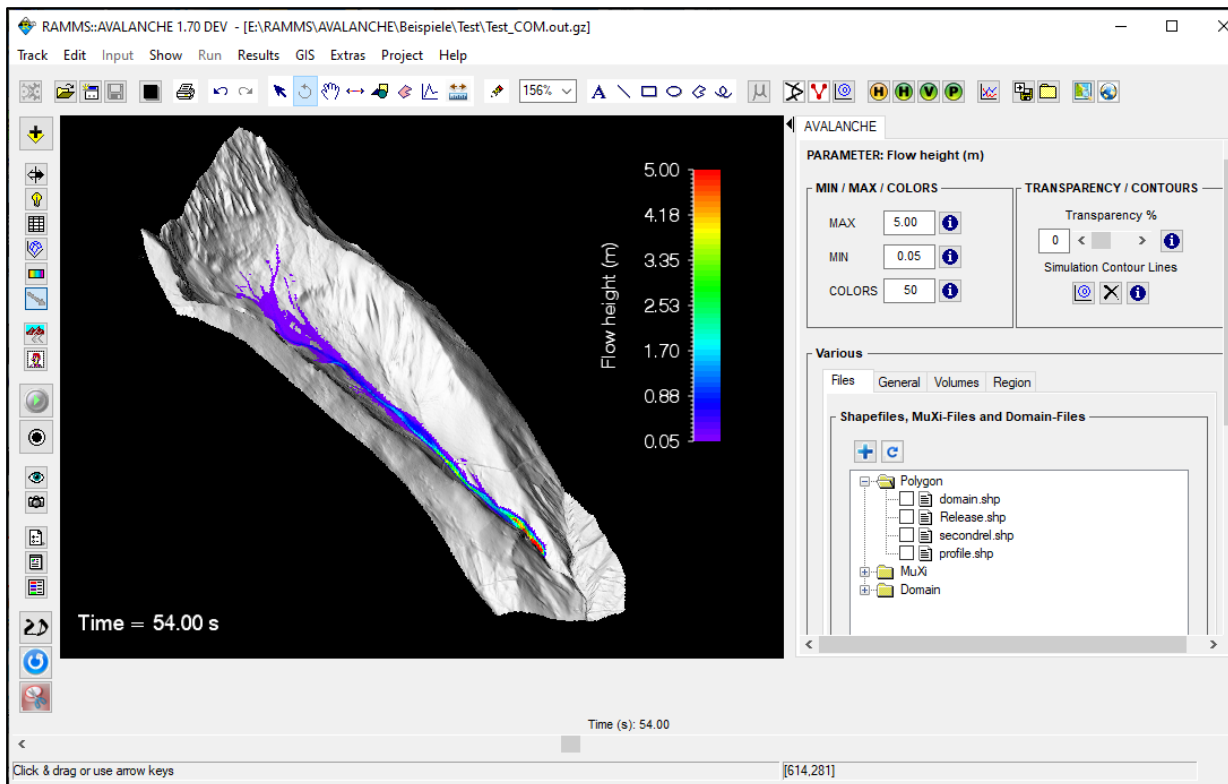 RAMMS::AVALANCHE 1.70 DEV - [E:\RAMMS\AVALANCHE\Beispiele\Test\Test_COM.out.gz]
Track Edit Input Show Run Results GIS Extras Project Help
156% A µ H H V P
AVALANCHE
PARAMETER: Flow height (m)
MIN / MAX / COLORS
MAX 5.00
MIN 0.05
COLORS 50
TRANSPARENCY / CONTOURS
Transparency %
0
Simulation Contour Lines
Various
Files General Volumes Region
Shapefiles, MuXi-Files and Domain-Files
Polygon
domain.shp
Release.shp
secondrel.shp
profile.shp
MuXi
Domain
Flow height (m)
5.00
4.18
3.35
2.53
1.70
0.88
0.05
2D
Time = 54.00 s
Time (s): 54.00
Click & drag or use arrow keys
[614,281]